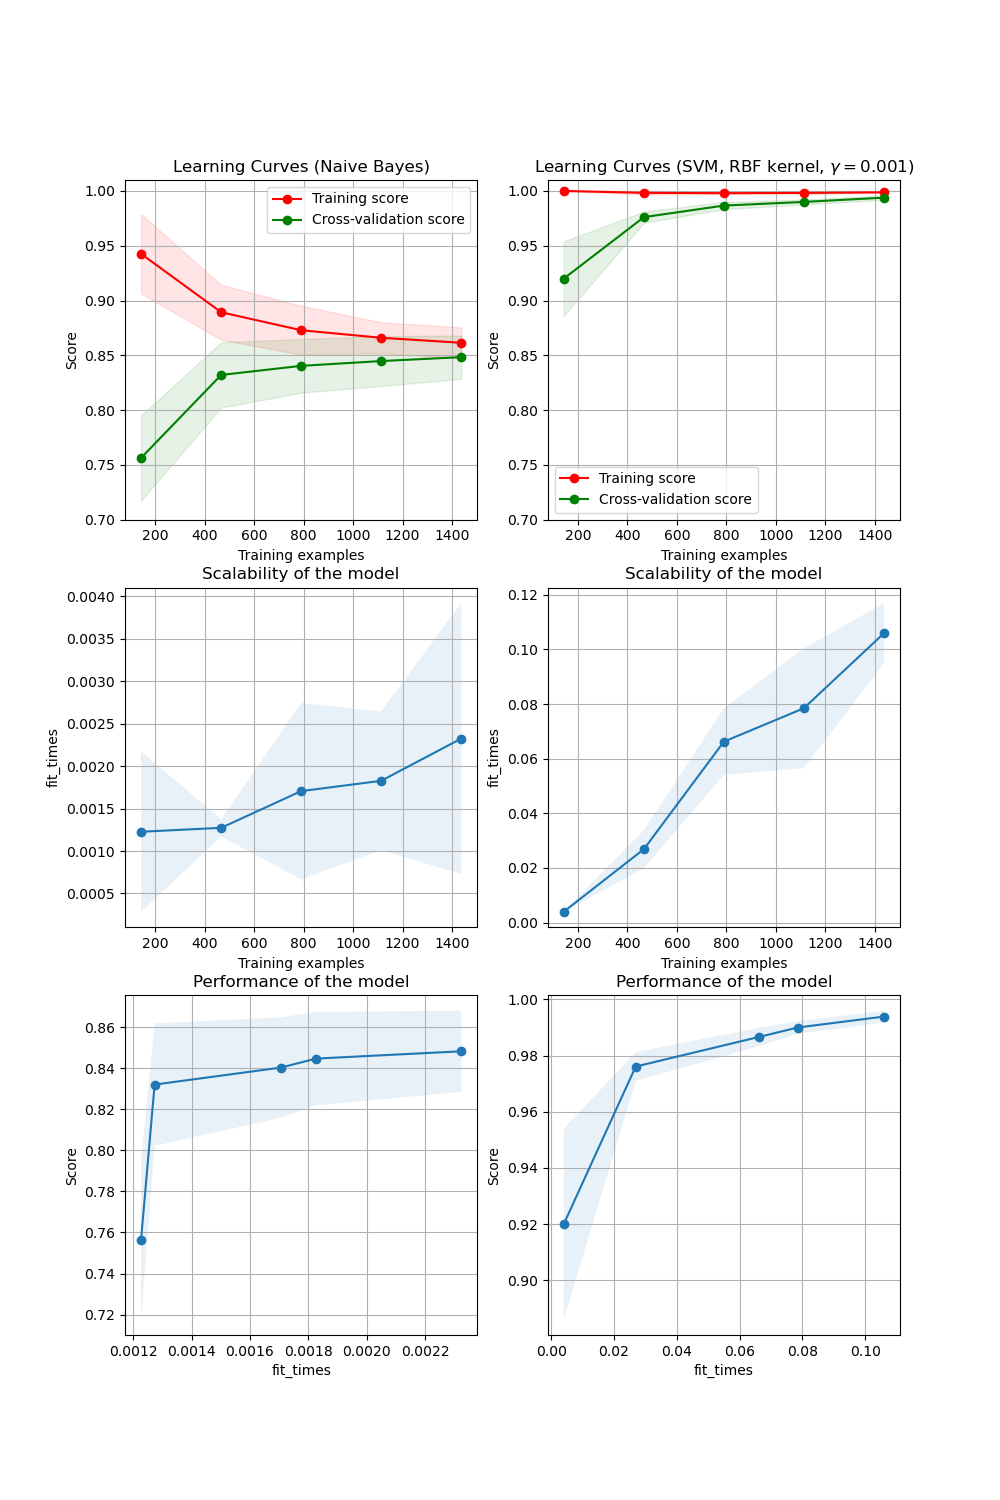 Learning Curves (Naive Bayes)
1.00
0.95
0.90
0.85
0.80
0.75
0.70
Score
Training score
Cross-validation score
200 400 600 800 1000 1200 1400
Training examples
Learning Curves (SVM, RBF kernel, γ = 0.001)
1.00
0.95
0.90
0.85
0.80
0.75
0.70
Score
Training score
Cross-validation score
200 400 600 800 1000 1200 1400
Training examples
Scalability of the model
0.0040
0.0035
0.0030
0.0025
0.0020
0.0015
0.0010
0.0005
fit_times
200 400 600 800 1000 1200 1400
Training examples
Scalability of the model
0.12
0.10
0.08
0.06
0.04
0.02
0.00
fit_times
200 400 600 800 1000 1200 1400
Training examples
Performance of the model
0.86
0.84
0.82
0.80
0.78
0.76
0.74
0.72
Score
0.0012 0.0014 0.0016 0.0018 0.0020 0.0022
fit_times
Performance of the model
1.00
0.98
0.96
0.94
0.92
0.90
Score
0.00 0.02 0.04 0.06 0.08 0.10
fit_times